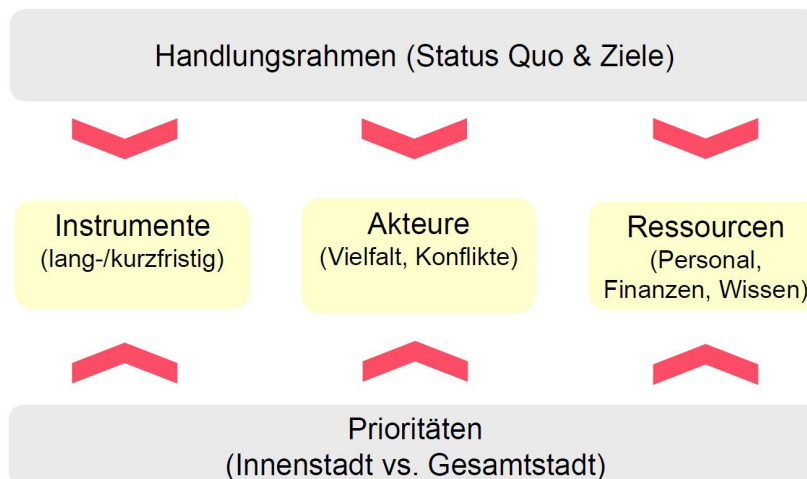 Handlungsrahmen (Status Quo & Ziele)
Instrumente
(lang-/kurzfristig)
Akteure
(Vielfalt, Konflikte)
Ressourcen
(Personal,
Finanzen, Wissen)
Prioritäten
(Innenstadt vs. Gesamtstadt)